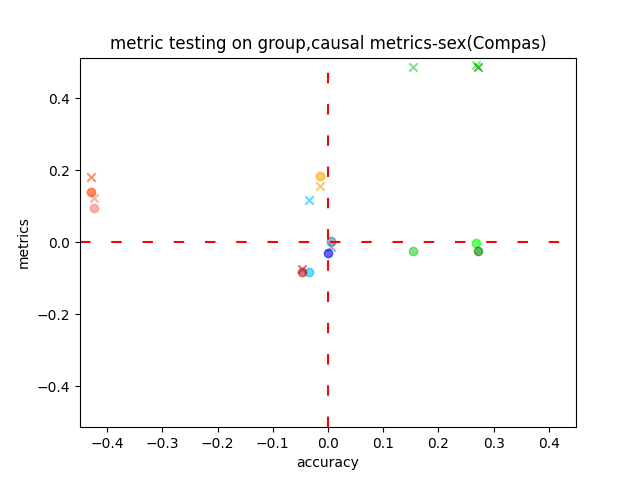 metric testing on group,causal metrics-sex(Compas)
0.4
0.2
0.0
−0.2
−0.4
metrics
−0.4 −0.3 −0.2 −0.1 0.0 0.1 0.2 0.3 0.4
accuracy